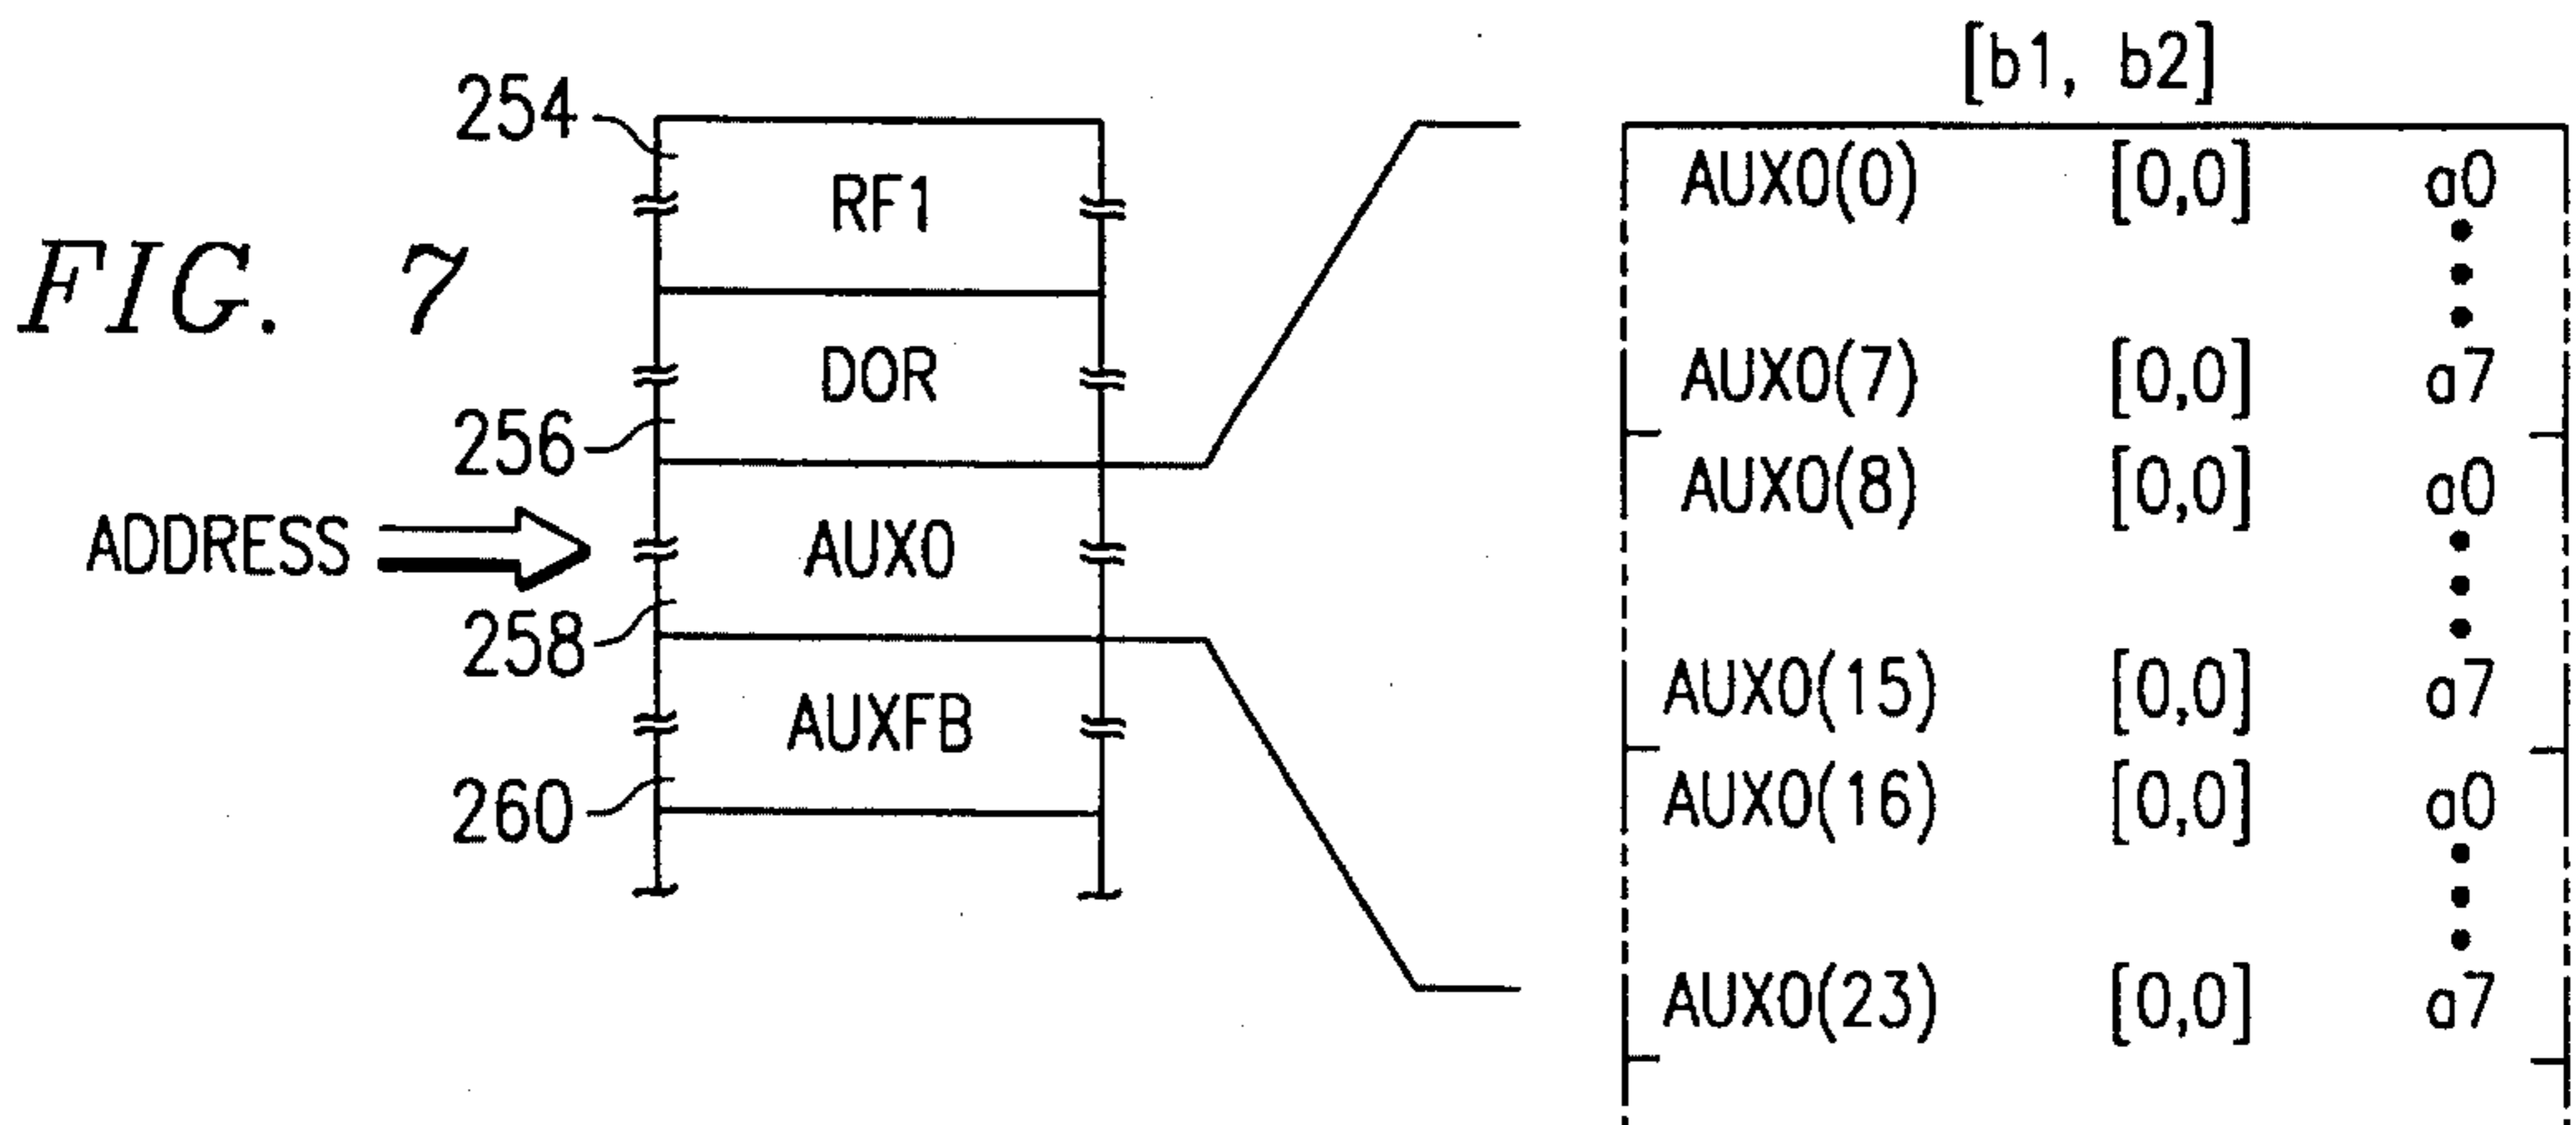 FIG. 7
254
RF1
DOR
256
ADDRESS
AUX0
258
AUXFB
260
[b1, b2]
AUX0(0) [0,0] a0
AUX0(7) [0,0] a7
AUX0(8) [0,0] a0
AUX0(15) [0,0] a7
AUX0(16) [0,0] a0
AUX0(23) [0,0] a7